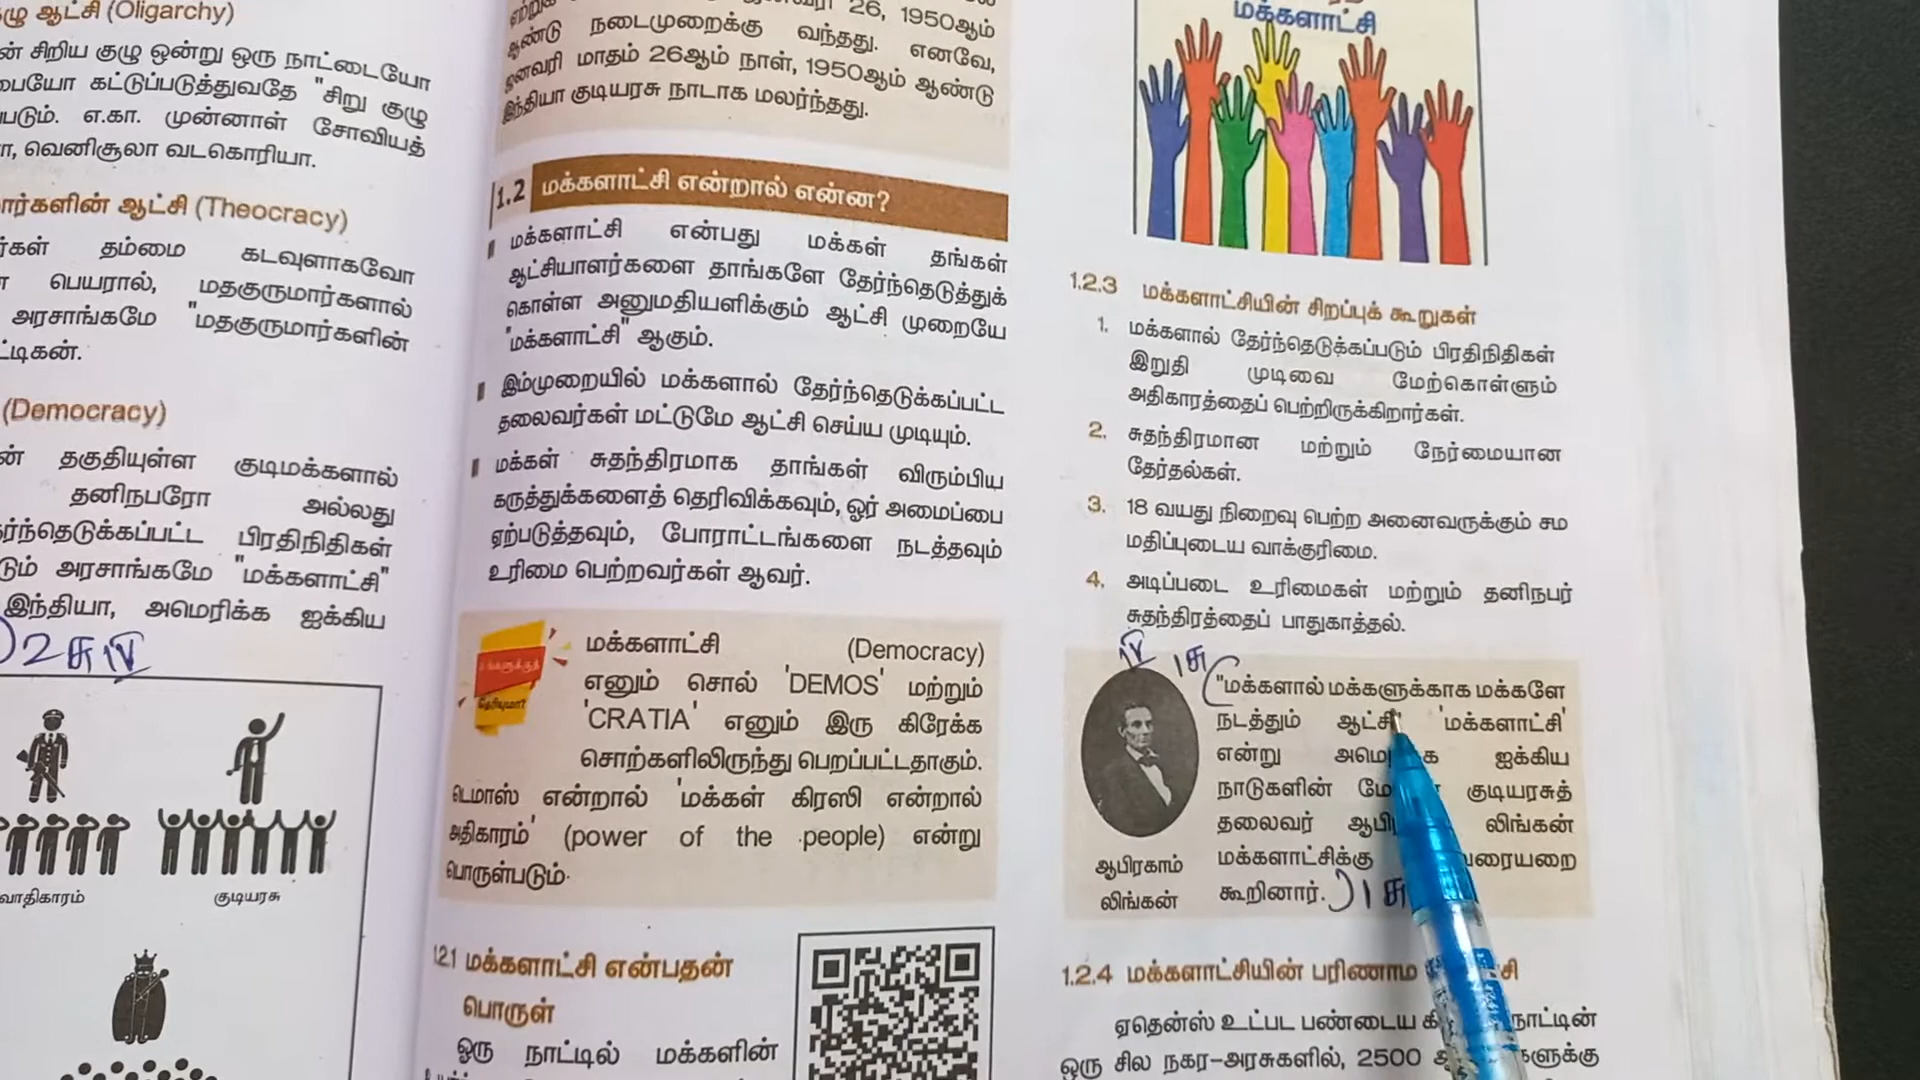 குழு ஆட்சி (Oligarchy)
சிறிய குழு ஒன்று ஒரு நாட்டையோ
கட்டுப்படுத்துவதே "சிறு குழு
எ.கா. முன்னாள் சோவியத்
வெனிசூலா வடகொரியா.
ஆட்சி (Theocracy)
தம்மை கடவுளாகவோ
பெயரால், மதகுருமார்களால்
அரசாங்கமே "மதகுருமார்களின்
(Democracy)
தகுதியுள்ள குடிமக்களால்
தனிநபரோ அல்லது
பிரதிநிதிகள்
அரசாங்கமே "மக்களாட்சி"
இந்தியா, அமெரிக்க ஐக்கிய
குடியரசு
26, 1950ஆம்
ஆண்டு நடைமுறைக்கு வந்தது. எனவே,
ஜனவரி மாதம் 26ஆம் நாள், 1950ஆம் ஆண்டு
இந்தியா குடியரசு நாடாக மலர்ந்தது.
1.2 மக்களாட்சி என்றால் என்ன?
மக்களாட்சி என்பது மக்கள் தங்கள்
ஆட்சியாளர்களை தாங்களே தேர்ந்தெடுத்துக்
கொள்ள அனுமதியளிக்கும் ஆட்சி முறையே
"மக்களாட்சி" ஆகும்.
இம்முறையில் மக்களால் தேர்ந்தெடுக்கப்பட்ட
தலைவர்கள் மட்டுமே ஆட்சி செய்ய முடியும்.
மக்கள் சுதந்திரமாக தாங்கள் விரும்பிய
கருத்துக்களைத் தெரிவிக்கவும், ஓர் அமைப்பை
ஏற்படுத்தவும், போராட்டங்களை நடத்தவும்
உரிமை பெற்றவர்கள் ஆவர்.
மக்களாட்சி (Democracy)
எனும் சொல் 'DEMOS' மற்றும்
'CRATIA' எனும் இரு கிரேக்க
சொற்களிலிருந்து பெறப்பட்டதாகும்.
டெமாஸ் என்றால் 'மக்கள் கிரஸி என்றால்
அதிகாரம்' (power of the people) என்று
பொருள்படும்.
1.2.1 மக்களாட்சி என்பதன்
பொருள்
ஒரு நாட்டில் மக்களின்
மக்களாட்சி
1.2.3 மக்களாட்சியின் சிறப்புக் கூறுகள்
1. மக்களால் தேர்ந்தெடுக்கப்படும் பிரதிநிதிகள்
இறுதி முடிவை மேற்கொள்ளும்
அதிகாரத்தைப் பெற்றிருக்கிறார்கள்.
2. சுதந்திரமான மற்றும் நேர்மையான
தேர்தல்கள்.
3. 18 வயது நிறைவு பெற்ற அனைவருக்கும் சம
மதிப்புடைய வாக்குரிமை.
4. அடிப்படை உரிமைகள் மற்றும் தனிநபர்
சுதந்திரத்தைப் பாதுகாத்தல்.
"மக்களால் மக்களுக்காக மக்களே
நடத்தும் ஆட்சி" 'மக்களாட்சி'
என்று ஐக்கிய
நாடுகளின் குடியரசுத்
தலைவர் லிங்கன்
மக்களாட்சிக்கு வரையறை
கூறினார்.
ஆபிரகாம்
லிங்கன்
1.2.4 மக்களாட்சியின் பரிணாம
ஏதென்ஸ் உட்பட பண்டைய நாட்டின்
ஒரு சில நகர-அரசுகளில், 2500